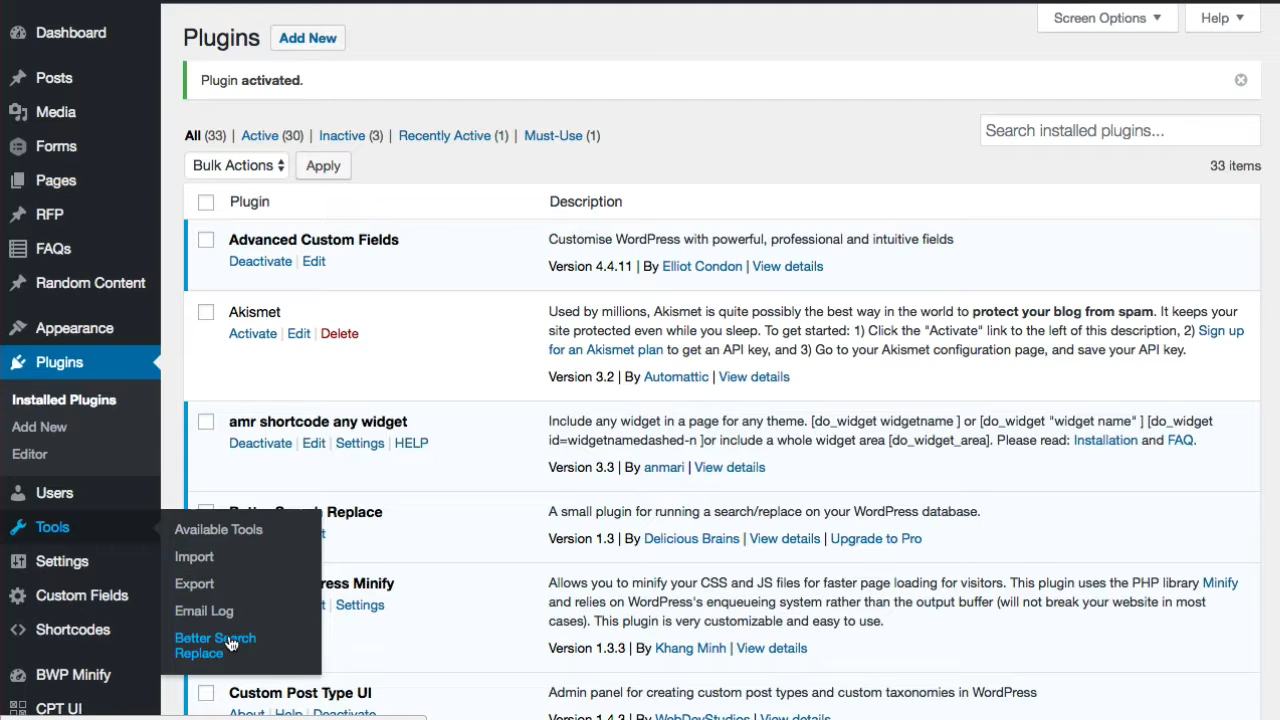 Dashboard
Posts
Media
Forms
Pages
RFP
FAQs
Random Content
Appearance
Plugins
Installed Plugins
Add New
Editor
Users
Tools
Settings
Custom Fields
Shortcodes
BWP Minify
CPT UI
Available Tools
Import
Export
Email Log
Better Search
Replace
Screen Options
Help
Plugins Add New
Plugin activated.
All (33) | Active (30) | Inactive (3) | Recently Active (1) | Must-Use (1)
Search installed plugins...
Bulk Actions Apply
33 items
Plugin Description
Advanced Custom Fields
Deactivate | Edit
Customise WordPress with powerful, professional and intuitive fields
Version 4.4.11 | By Elliot Condon | View details
Akismet
Activate | Edit | Delete
Used by millions, Akismet is quite possibly the best way in the world to protect your blog from spam. It keeps your
site protected even while you sleep. To get started: 1) Click the "Activate" link to the left of this description, 2) Sign up
for an Akismet plan to get an API key, and 3) Go to your Akismet configuration page, and save your API key.
Version 3.2 | By Automattic | View details
amr shortcode any widget
Deactivate | Edit | Settings | HELP
Include any widget in a page for any theme. [do_widget widgetname ] or [do_widget "widget name" ] [do_widget
id=widgetnamedashed-n ]or include a whole widget area [do_widget_area]. Please read: Installation and FAQ.
Version 3.3 | By anmari | View details
Replace
A small plugin for running a search/replace on your WordPress database.
Version 1.3 | By Delicious Brains | View details | Upgrade to Pro
ress Minify
Settings
Allows you to minify your CSS and JS files for faster page loading for visitors. This plugin uses the PHP library Minify
and relies on WordPress's enqueueing system rather than the output buffer (will not break your website in most
cases). This plugin is very customizable and easy to use.
Version 1.3.3 | By Khang Minh | View details
Custom Post Type UI
About | Help | Deactivate
Admin panel for creating custom post types and custom taxonomies in WordPress
Version 1.4.3 | By WebDevStudios | View details